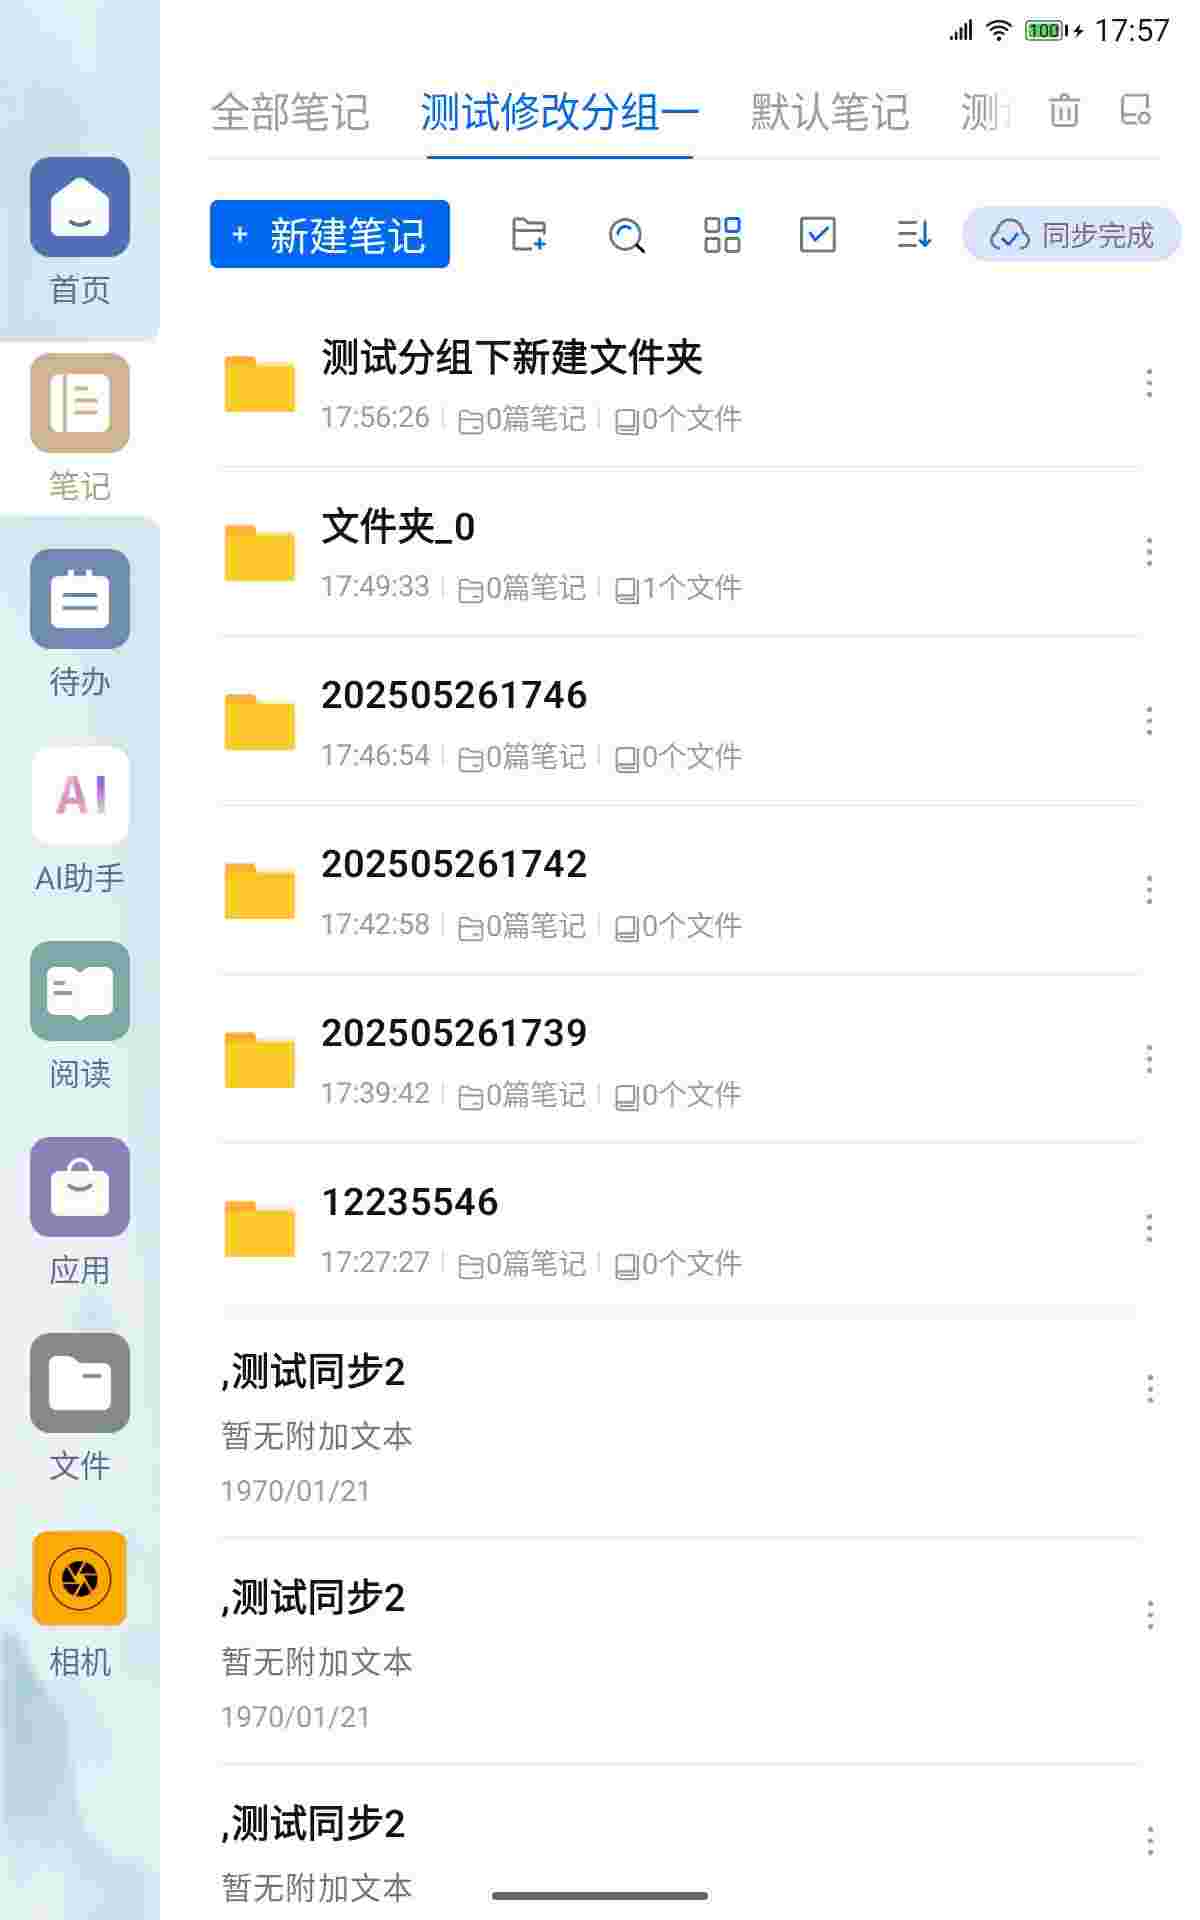 100 17:57
全部笔记 测试修改分组一 默认笔记 测
+ 新建笔记 同步完成
首页
笔记
待办
AI
AI助手
阅读
应用
文件
相机
测试分组下新建文件夹
17:56:26 0篇笔记 0个文件
文件夹_0
17:49:33 0篇笔记 1个文件
202505261746
17:46:54 0篇笔记 0个文件
202505261742
17:42:58 0篇笔记 0个文件
202505261739
17:39:42 0篇笔记 0个文件
12235546
17:27:27 0篇笔记 0个文件
,测试同步2
暂无附加文本
1970/01/21
,测试同步2
暂无附加文本
1970/01/21
,测试同步2
暂无附加文本